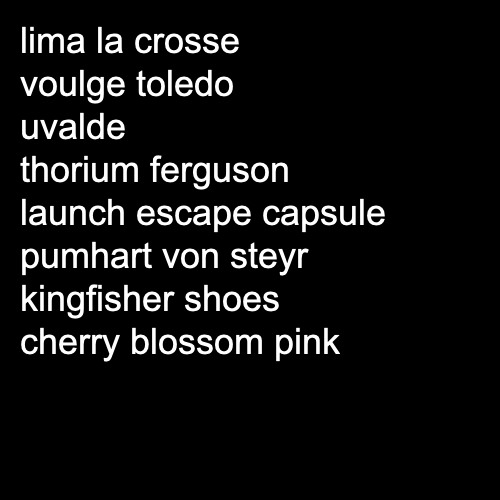 lima la crosse
voulge toledo
uvalde
thorium ferguson
launch escape capsule
pumhart von steyr
kingfisher shoes
cherry blossom pink